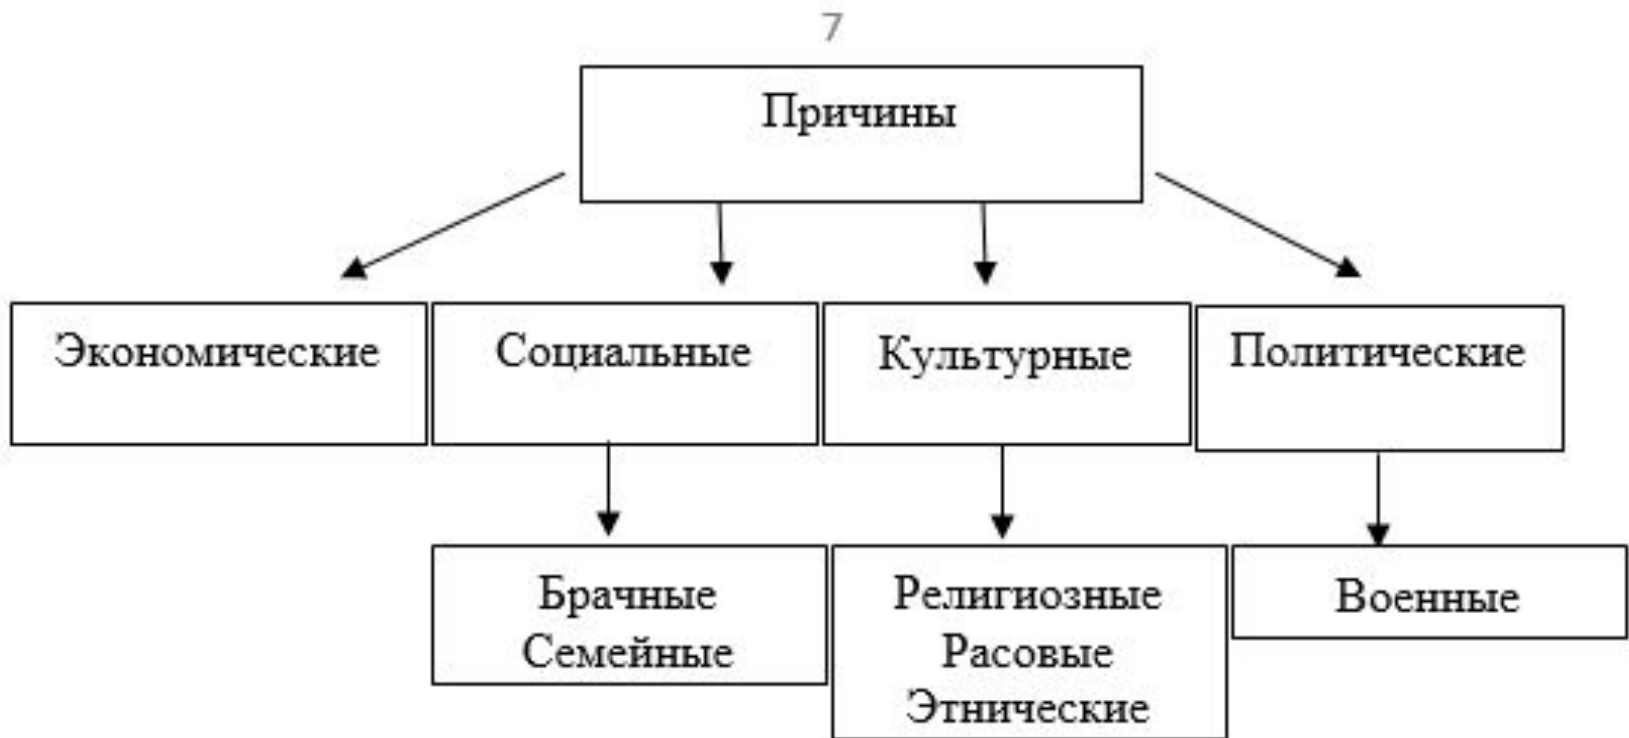 7
Причины
Экономические
Социальные
Культурные
Политические
Брачные
Семейные
Религиозные
Расовые
Этнические
Военные